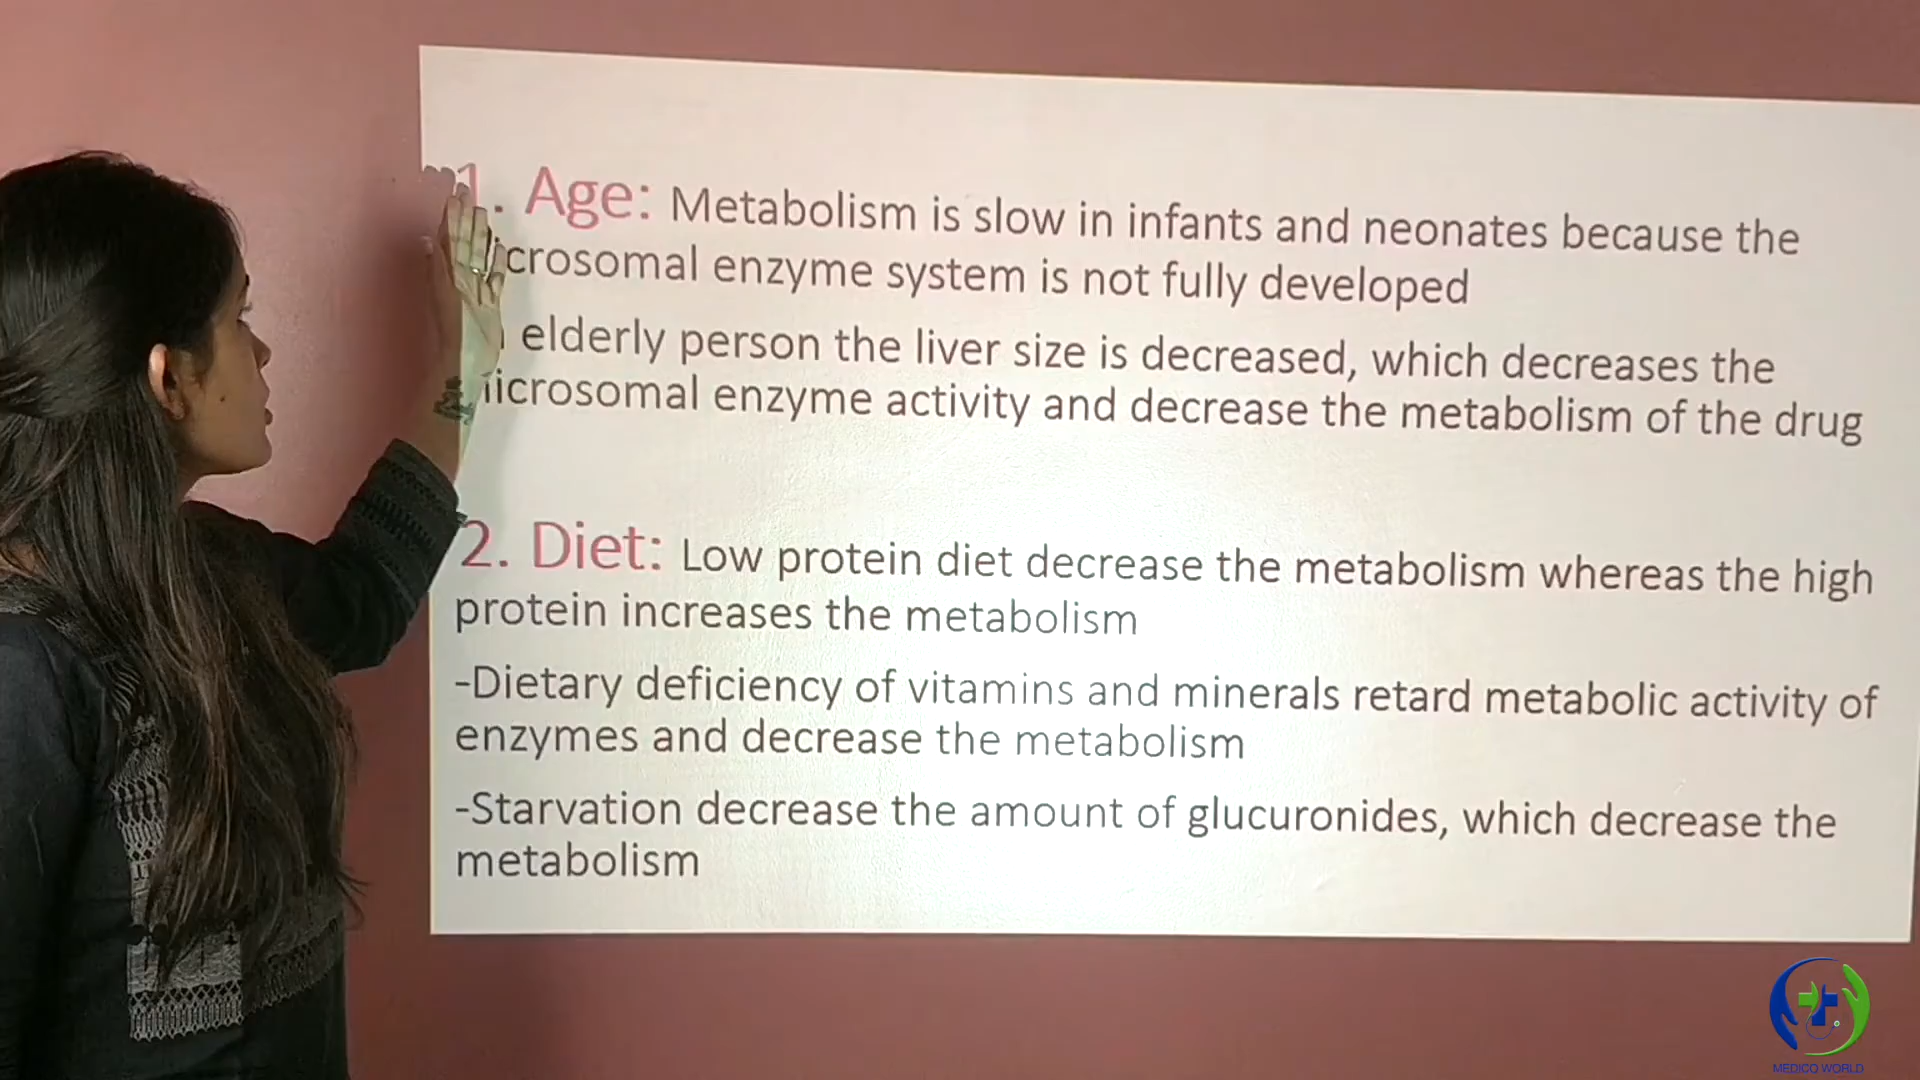 1. Age: Metabolism is slow in infants and neonates because the
icrosomal enzyme system is not fully developed
elderly person the liver size is decreased, which decreases the
icrosomal enzyme activity and decrease the metabolism of the drug
2. Diet: Low protein diet decrease the metabolism whereas the high
protein increases the metabolism
-Dietary deficiency of vitamins and minerals retard metabolic activity of
enzymes and decrease the metabolism
-Starvation decrease the amount of glucuronides, which decrease the
metabolism
MEDICO WORLD